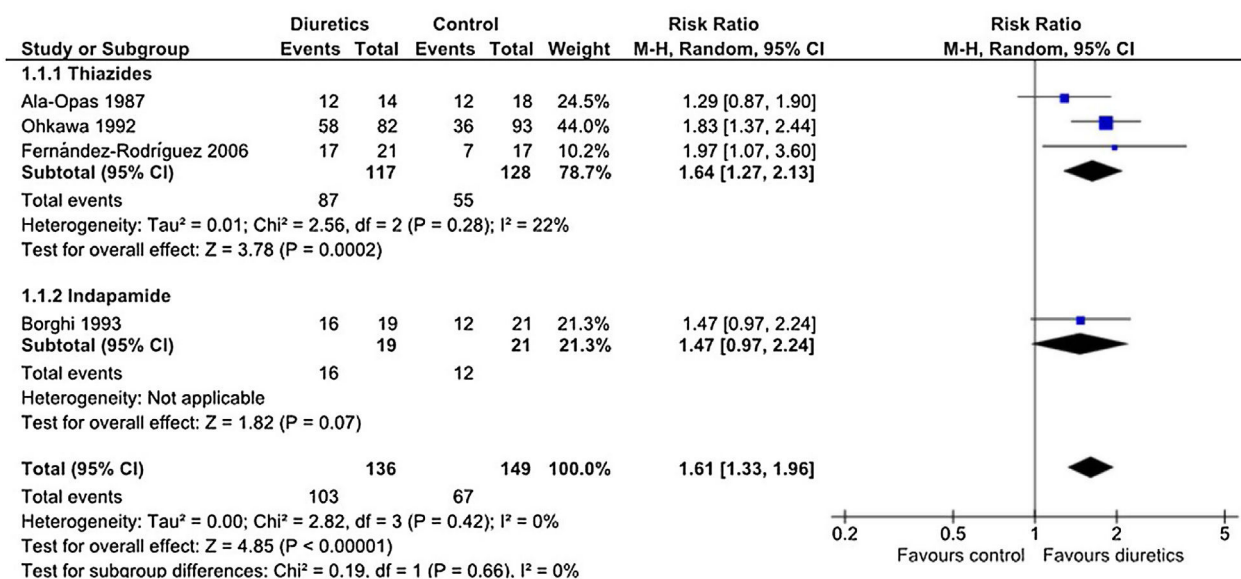 Diuretics Control Risk Ratio Risk Ratio
Study or Subgroup Events Total Events Total Weight M-H, Random, 95% CI M-H, Random, 95% CI
1.1.1 Thiazides
Ala-Opas 1987 12 14 12 18 24.5% 1.29 [0.87, 1.90]
Ohkawa 1992 58 82 36 93 44.0% 1.83 [1.37, 2.44]
Fernández-Rodríguez 2006 17 21 7 17 10.2% 1.97 [1.07, 3.60]
Subtotal (95% CI) 117 128 78.7% 1.64 [1.27, 2.13]
Total events 87 55
Heterogeneity: Tau² = 0.01; Chi² = 2.56, df = 2 (P = 0.28); I² = 22%
Test for overall effect: Z = 3.78 (P = 0.0002)
1.1.2 Indapamide
Borghi 1993 16 19 12 21 21.3% 1.47 [0.97, 2.24]
Subtotal (95% CI) 19 21 21.3% 1.47 [0.97, 2.24]
Total events 16 12
Heterogeneity: Not applicable
Test for overall effect: Z = 1.82 (P = 0.07)
Total (95% CI) 136 149 100.0% 1.61 [1.33, 1.96]
Total events 103 67
Heterogeneity: Tau² = 0.00; Chi² = 2.82, df = 3 (P = 0.42); I² = 0%
Test for overall effect: Z = 4.85 (P < 0.00001)
Test for subgroup differences: Chi² = 0.19, df = 1 (P = 0.66), I² = 0%
0.2 0.5 1 2 5
Favours control Favours diuretics